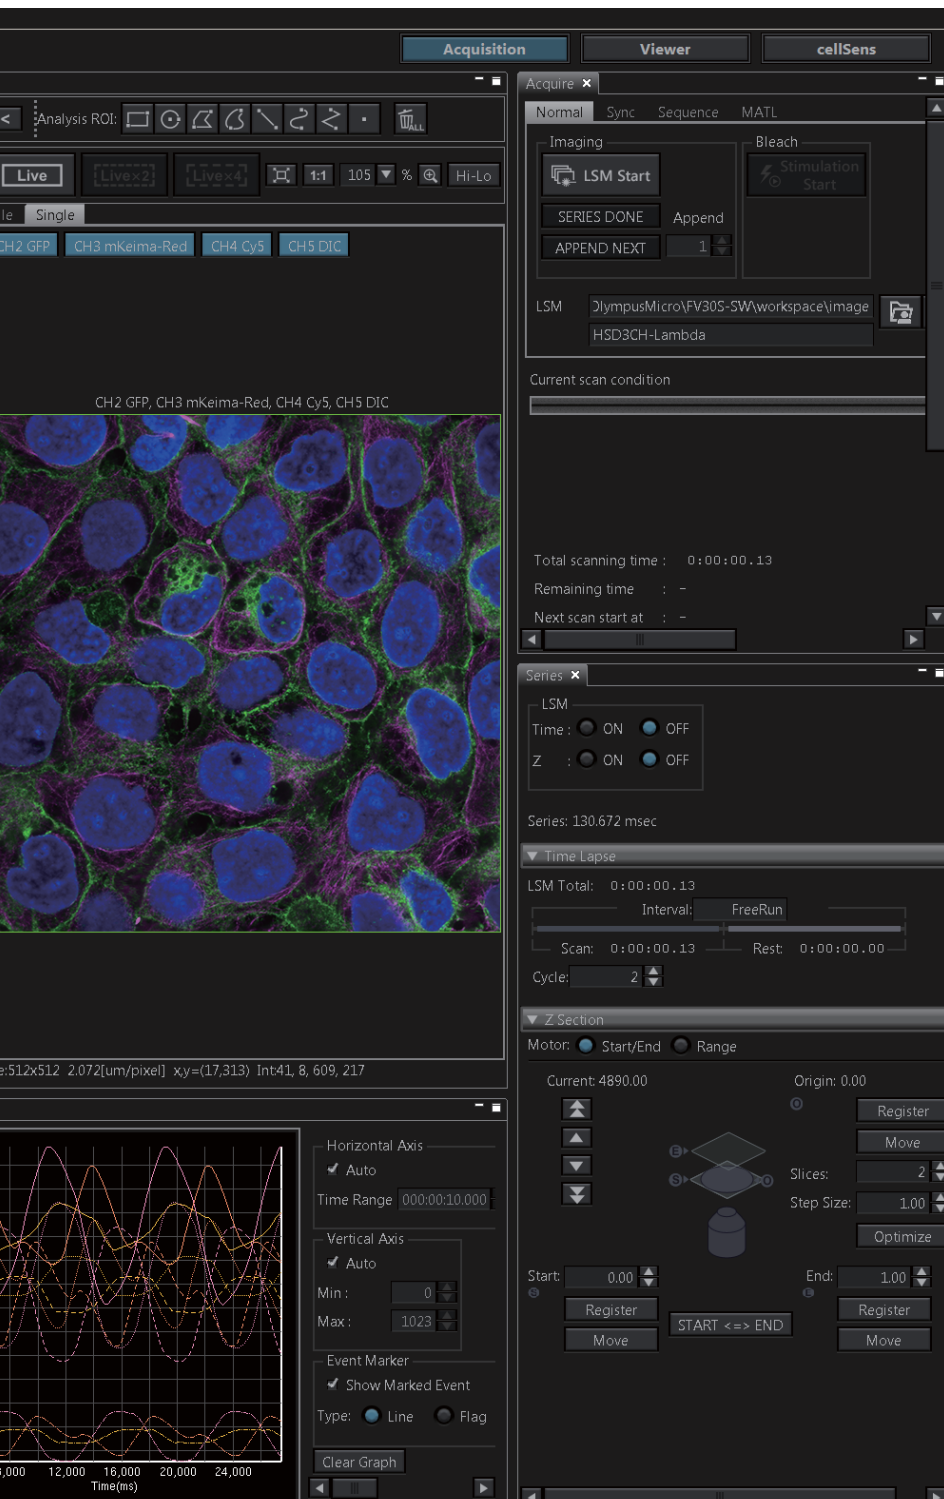 Acquisition
Viewer
cellSens
Acquire
Analysis ROI:
ALL
Normal
Sync
Sequence
MATL
Imaging
Bleach
Live
Live×2
Live×4
1:1
105
%
Hi-Lo
LSM Start
Stimulation
Start
le
Single
SERIES DONE
Append
CH2 GFP
CH3 mKeima-Red
CH4 Cy5
CH5 DIC
APPEND NEXT
1
LSM
OlympusMicro\FV30S-SW\workspace\image
HSD3CH-Lambda
Current scan condition
CH2 GFP, CH3 mKeima-Red, CH4 Cy5, CH5 DIC
Total scanning time : 0:00:00.13
Remaining time : -
Next scan start at : -
Series
LSM
Time : ON OFF
Z : ON OFF
Series: 130.672 msec
Time Lapse
LSM Total: 0:00:00.13
Interval: FreeRun
Scan: 0:00:00.13
Rest: 0:00:00.00
Cycle: 2
Z Section
Motor: Start/End Range
e:512x512 2.072[um/pixel] x,y=(17,313) Int:41, 8, 609, 217
Current: 4890.00
Origin: 0.00
O
Register
Move
E
S
O
Slices: 2
Step Size: 1.00
Optimize
Start: 0.00
End: 1.00
S
E
Register
Register
START <=> END
Move
Move
Horizontal Axis
Auto
Time Range 000:00:10.000
Vertical Axis
Auto
Min : 0
Max : 1023
Event Marker
Show Marked Event
Type: Line Flag
Clear Graph
,000 12,000 16,000 20,000 24,000
Time(ms)